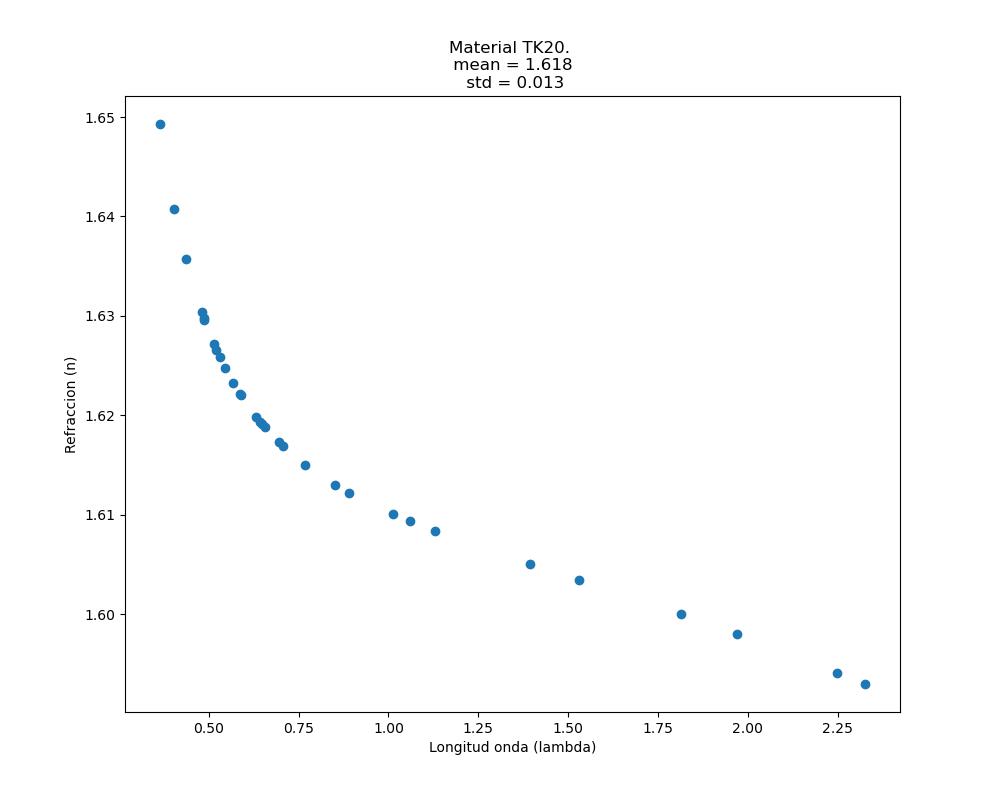 Material TK20.
mean = 1.618
std = 0.013
1.65
1.64
1.63
1.62
1.61
1.60
Refraccion (n)
0.50 0.75 1.00 1.25 1.50 1.75 2.00 2.25
Longitud onda (lambda)